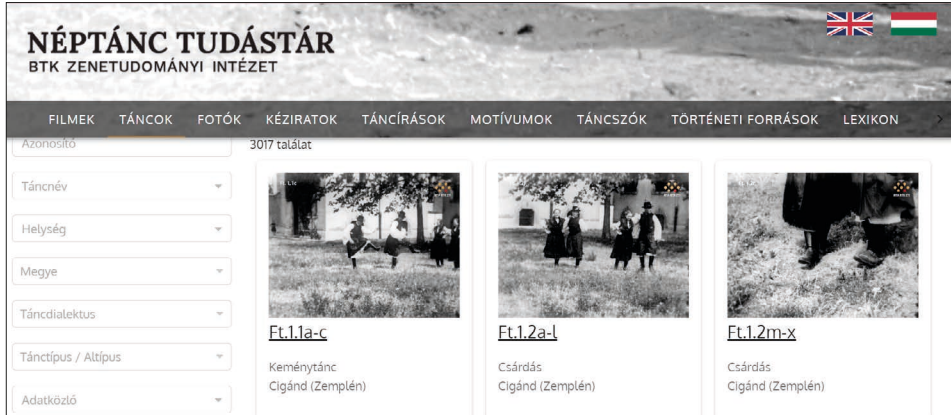 NÉPTÁNC TUDÁSTÁR
BTK ZENETUDOMÁNYI INTÉZET
FILMEK TÁNCOK FOTÓK KÉZIRATOK TÁNCÍRÁSOK MOTÍVUMOK TÁNCSZÓK TÖRTÉNETI FORRÁSOK LEXIKON
Azonosító
3017 találat
Táncnév
Helység
Megye
Táncdialektus
Tánctípus / Altípus
Adatközló
Ft.1.1a-c
Keménytánc
Cigánd (Zemplén)
Ft.1.2a-l
Csárdás
Cigánd (Zemplén)
Ft.1.2m-x
Csárdás
Cigánd (Zemplén)